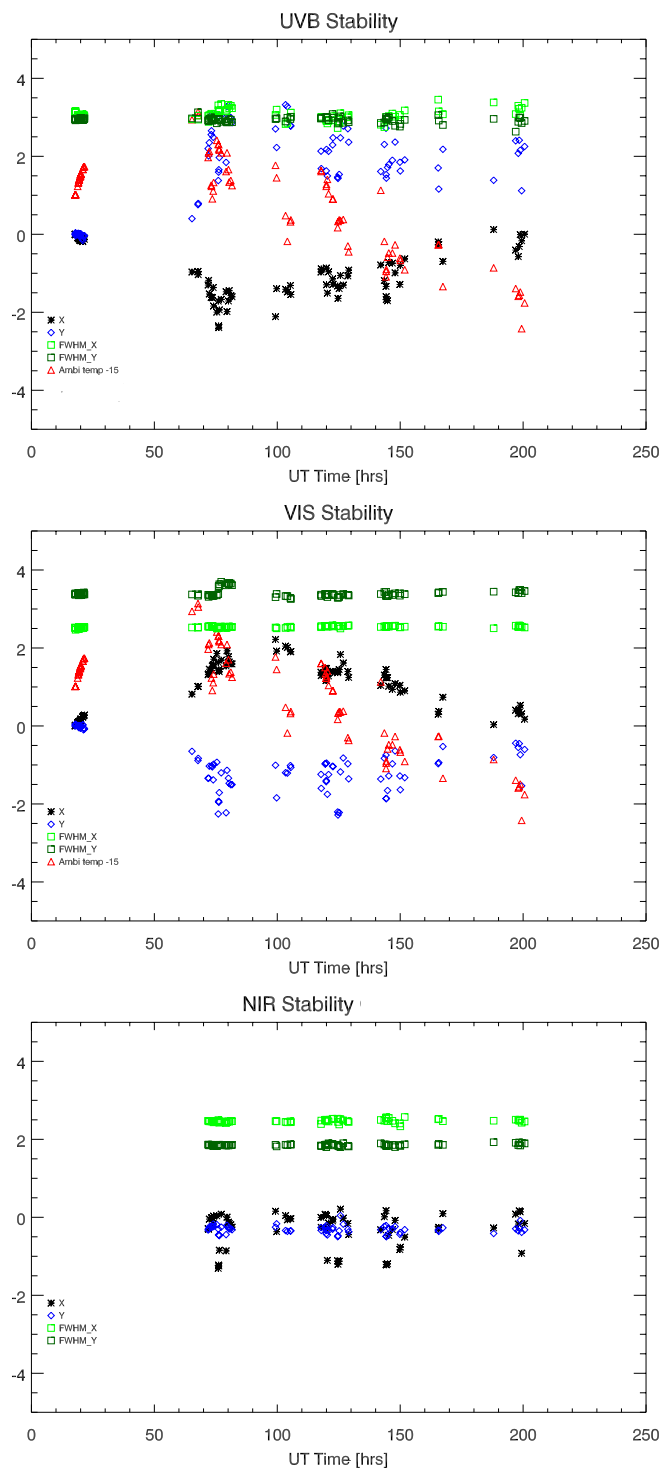 UVB Stability
4
2
0
-2
-4
X
Y
FWHM_X
FWHM_Y
Ambi temp -15
0 50 100 150 200 250
UT Time [hrs]
VIS Stability
4
2
0
-2
-4
X
Y
FWHM_X
FWHM_Y
Ambi temp -15
0 50 100 150 200 250
UT Time [hrs]
NIR Stability
4
2
0
-2
-4
X
Y
FWHM_X
FWHM_Y
0 50 100 150 200 250
UT Time [hrs]